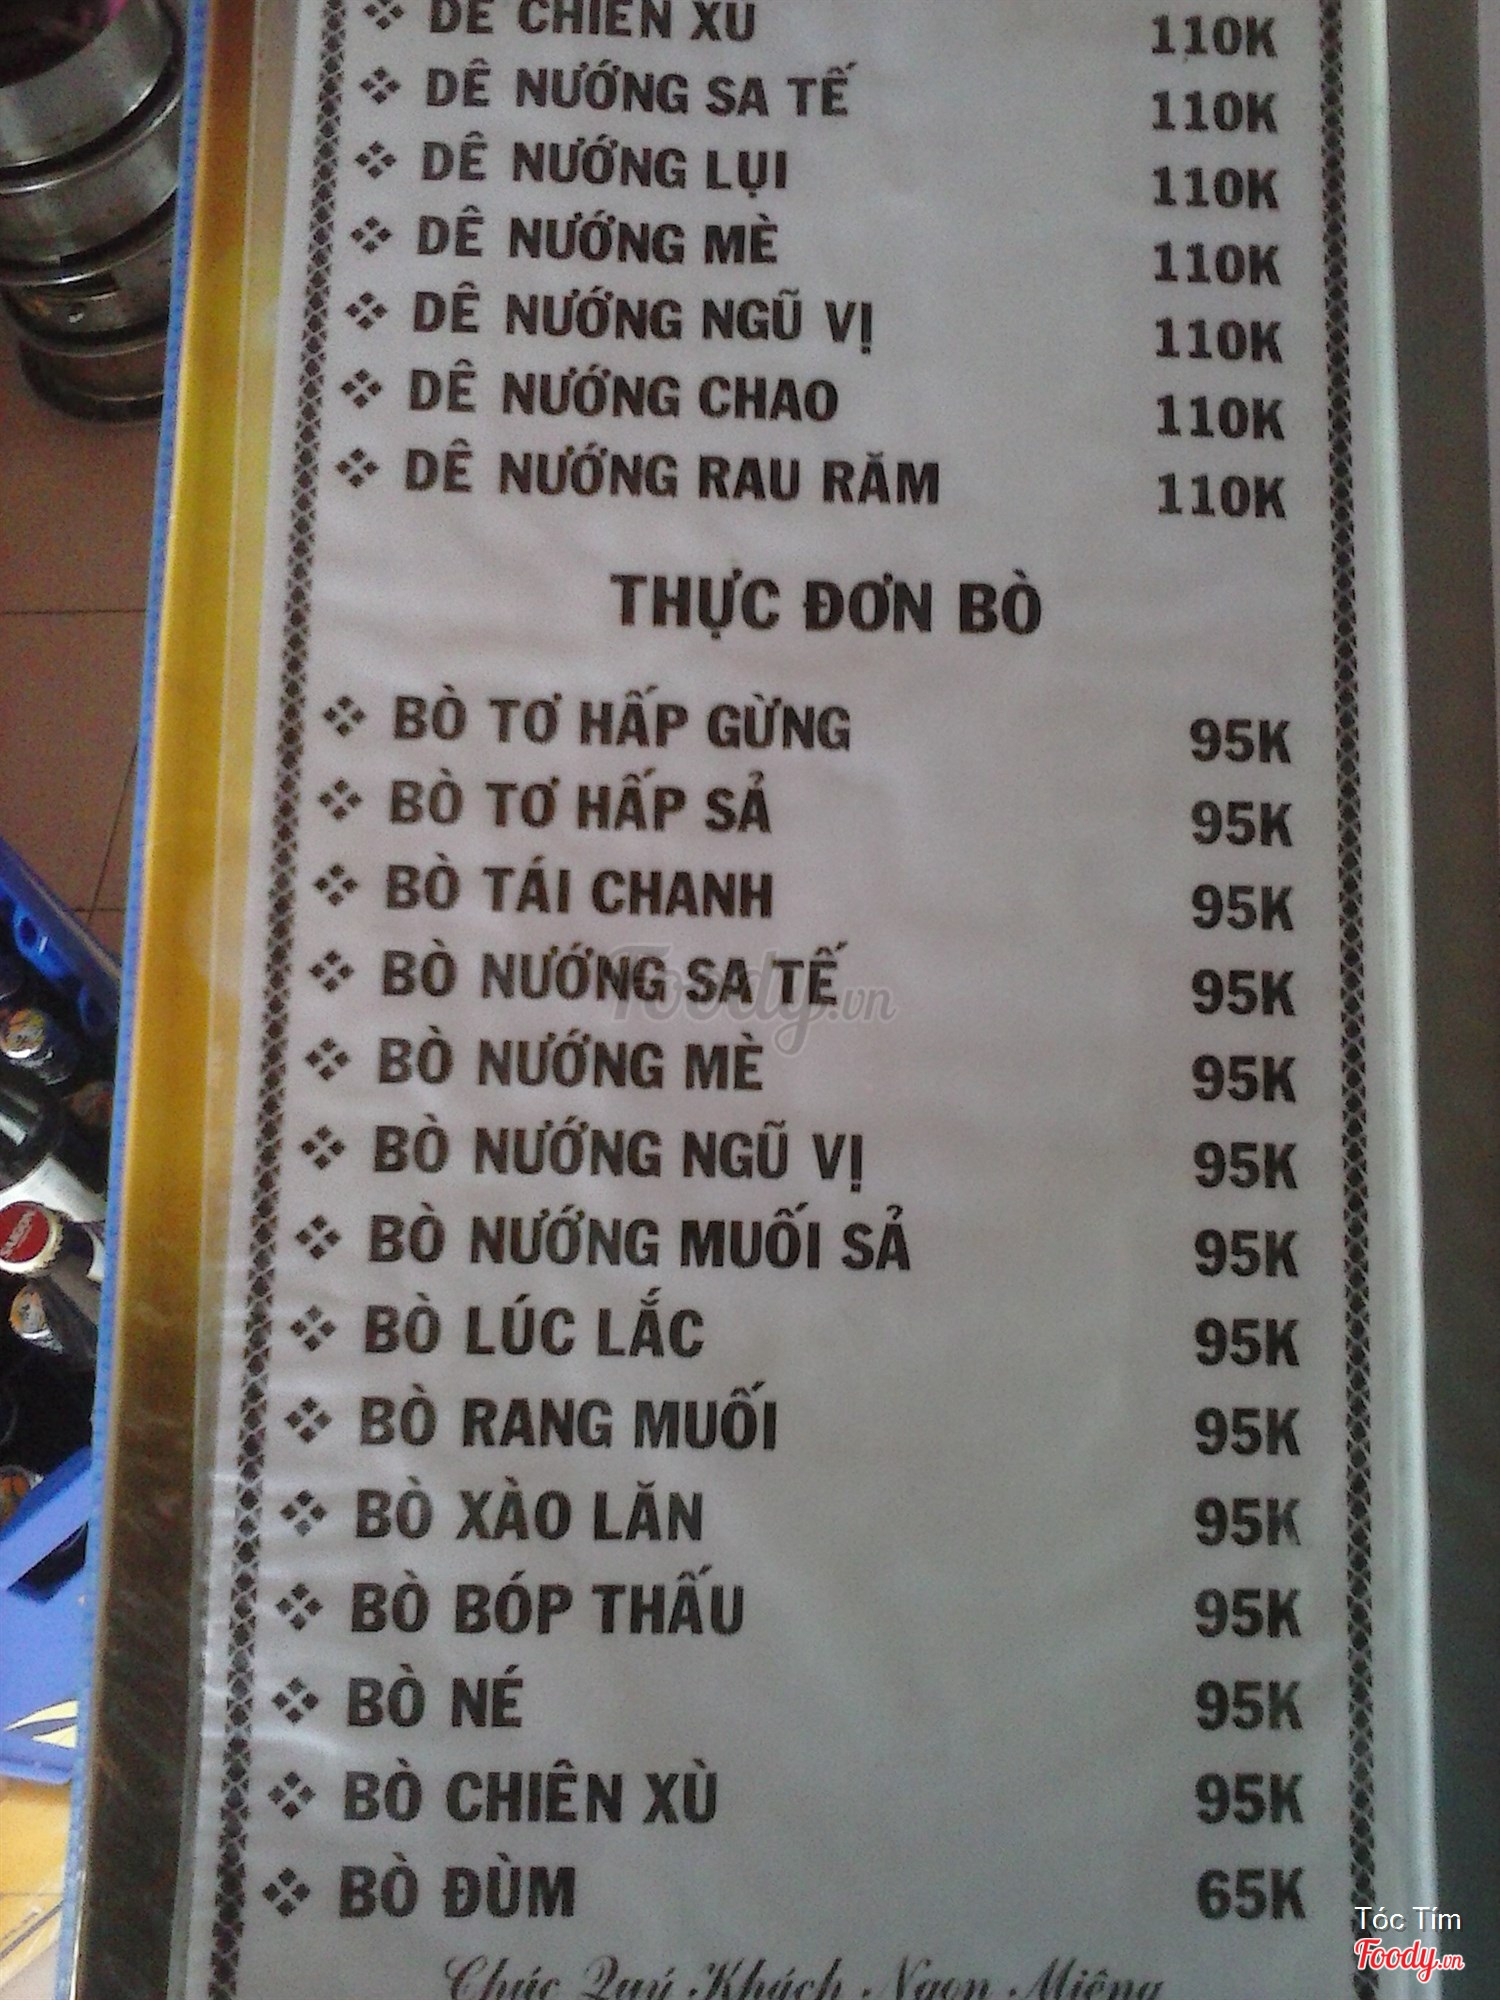 DÊ CHIÊN XÙ 110K
DÊ NƯỚNG SA TẾ 110K
DÊ NƯỚNG LỤI 110K
DÊ NƯỚNG MÈ 110K
DÊ NƯỚNG NGŨ VỊ 110K
DÊ NƯỚNG CHAO 110K
DÊ NƯỚNG RAU RĂM 110K
THỰC ĐƠN BÒ
BÒ TƠ HẤP GỪNG 95K
BÒ TƠ HẤP SẢ 95K
BÒ TÁI CHANH 95K
BÒ NƯỚNG SA TẾ 95K
Foody.vn
BÒ NƯỚNG MÈ 95K
BÒ NƯỚNG NGŨ VỊ 95K
BÒ NƯỚNG MUỐI SẢ 95K
BÒ LÚC LẮC 95K
BÒ RANG MUỐI 95K
BÒ XÀO LĂN 95K
BÒ BÓP THẤU 95K
BÒ NÉ 95K
BÒ CHIÊN XÙ 95K
BÒ ĐÙM 65K
Chúc Quý Khách Ngon Miệng
Tóc Tím
Foody.vn